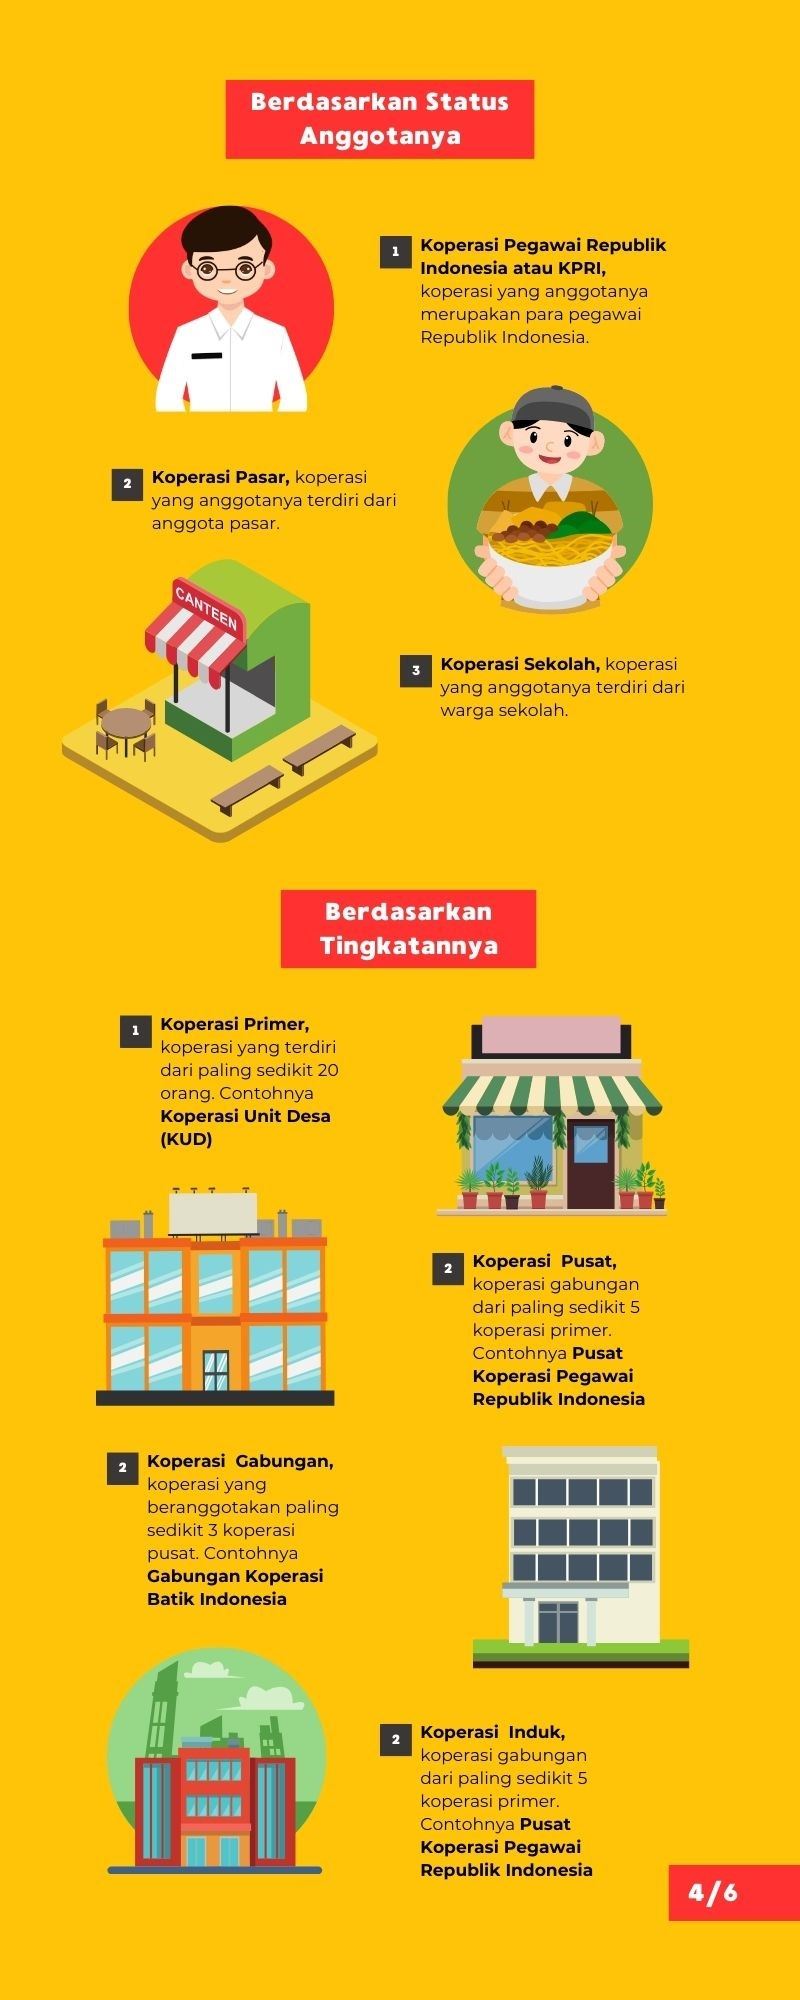 Berdasarkan Status
Anggotanya
1
Koperasi Pegawai Republik
Indonesia atau KPRI,
koperasi yang anggotanya
merupakan para pegawai
Republik Indonesia.
2
Koperasi Pasar, koperasi
yang anggotanya terdiri dari
anggota pasar.
CANTEEN
3
Koperasi Sekolah, koperasi
yang anggotanya terdiri dari
warga sekolah.
Berdasarkan
Tingkatannya
1
Koperasi Primer,
koperasi yang terdiri
dari paling sedikit 20
orang. Contohnya
Koperasi Unit Desa
(KUD)
2
Koperasi Pusat,
koperasi gabungan
dari paling sedikit 5
koperasi primer.
Contohnya Pusat
Koperasi Pegawai
Republik Indonesia
2
Koperasi Gabungan,
koperasi yang
beranggotakan paling
sedikit 3 koperasi
pusat. Contohnya
Gabungan Koperasi
Batik Indonesia
2
Koperasi Induk,
koperasi gabungan
dari paling sedikit 5
koperasi primer.
Contohnya Pusat
Koperasi Pegawai
Republik Indonesia
4/6